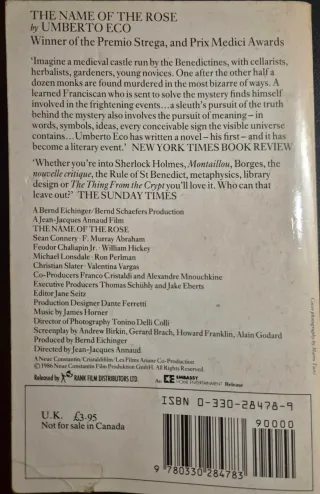 THE NAME OF THE ROSE
by UMBERTO ECO
Winner of the Premio Strega, and Prix Medici Awards
‘Imagine a medieval castle run by the Benedictines, with cellarists,
herbalists, gardeners, young novices. One after the other half a
dozen monks are found murdered in the most bizarre of ways. A
learned Franciscan who is sent to solve the mystery finds himself
involved in the frightening events...a sleuth's pursuit of the truth
behind the mystery also involves the pursuit of meaning – in
words, symbols, ideas, every conceivable sign the visible universe
contains...Umberto Eco has written a novel – his first – and it has
become a literary event.’ NEW YORK TIMES BOOK REVIEW
‘Whether you're into Sherlock Holmes, Montaillou, Borges, the
nouvelle critique, the Rule of St Benedict, metaphysics, library
design or The Thing From the Crypt you'll love it. Who can that
leave out?’ THE SUNDAY TIMES
A Bernd Eichinger/Bernd Schaefers Production
A Jean-Jacques Annaud Film
THE NAME OF THE ROSE
Sean Connery · F. Murray Abraham
Feodor Chaliapin Jr. · William Hickey
Michael Lonsdale · Ron Perlman
Christian Slater · Valentina Vargas
Co-Producers Franco Cristaldi and Alexandre Mnouchkine
Executive Producers Thomas Schühly and Jake Eberts
Editor Jane Seitz
Production Designer Dante Ferretti
Music by James Horner
Director of Photography Tonino Delli Colli
Screenplay by Andrew Birkin, Gerard Brach, Howard Franklin, Alain Godard
Produced by Bernd Eichinger
Directed by Jean-Jacques Annaud
A Neue Constantin/Cristaldifilm/Les Films Ariane Co-Production
© 1986 Neue Constantin Film Produktion GmbH. All Rights Reserved.
Released by RANK FILM DISTRIBUTORS LTD.
An EMBASSY HOME ENTERTAINMENT Release
Cover photography by Mario Tursi
U.K. £3.95
Not for sale in Canada
ISBN 0-330-28478-9
90000
9 780330 284783